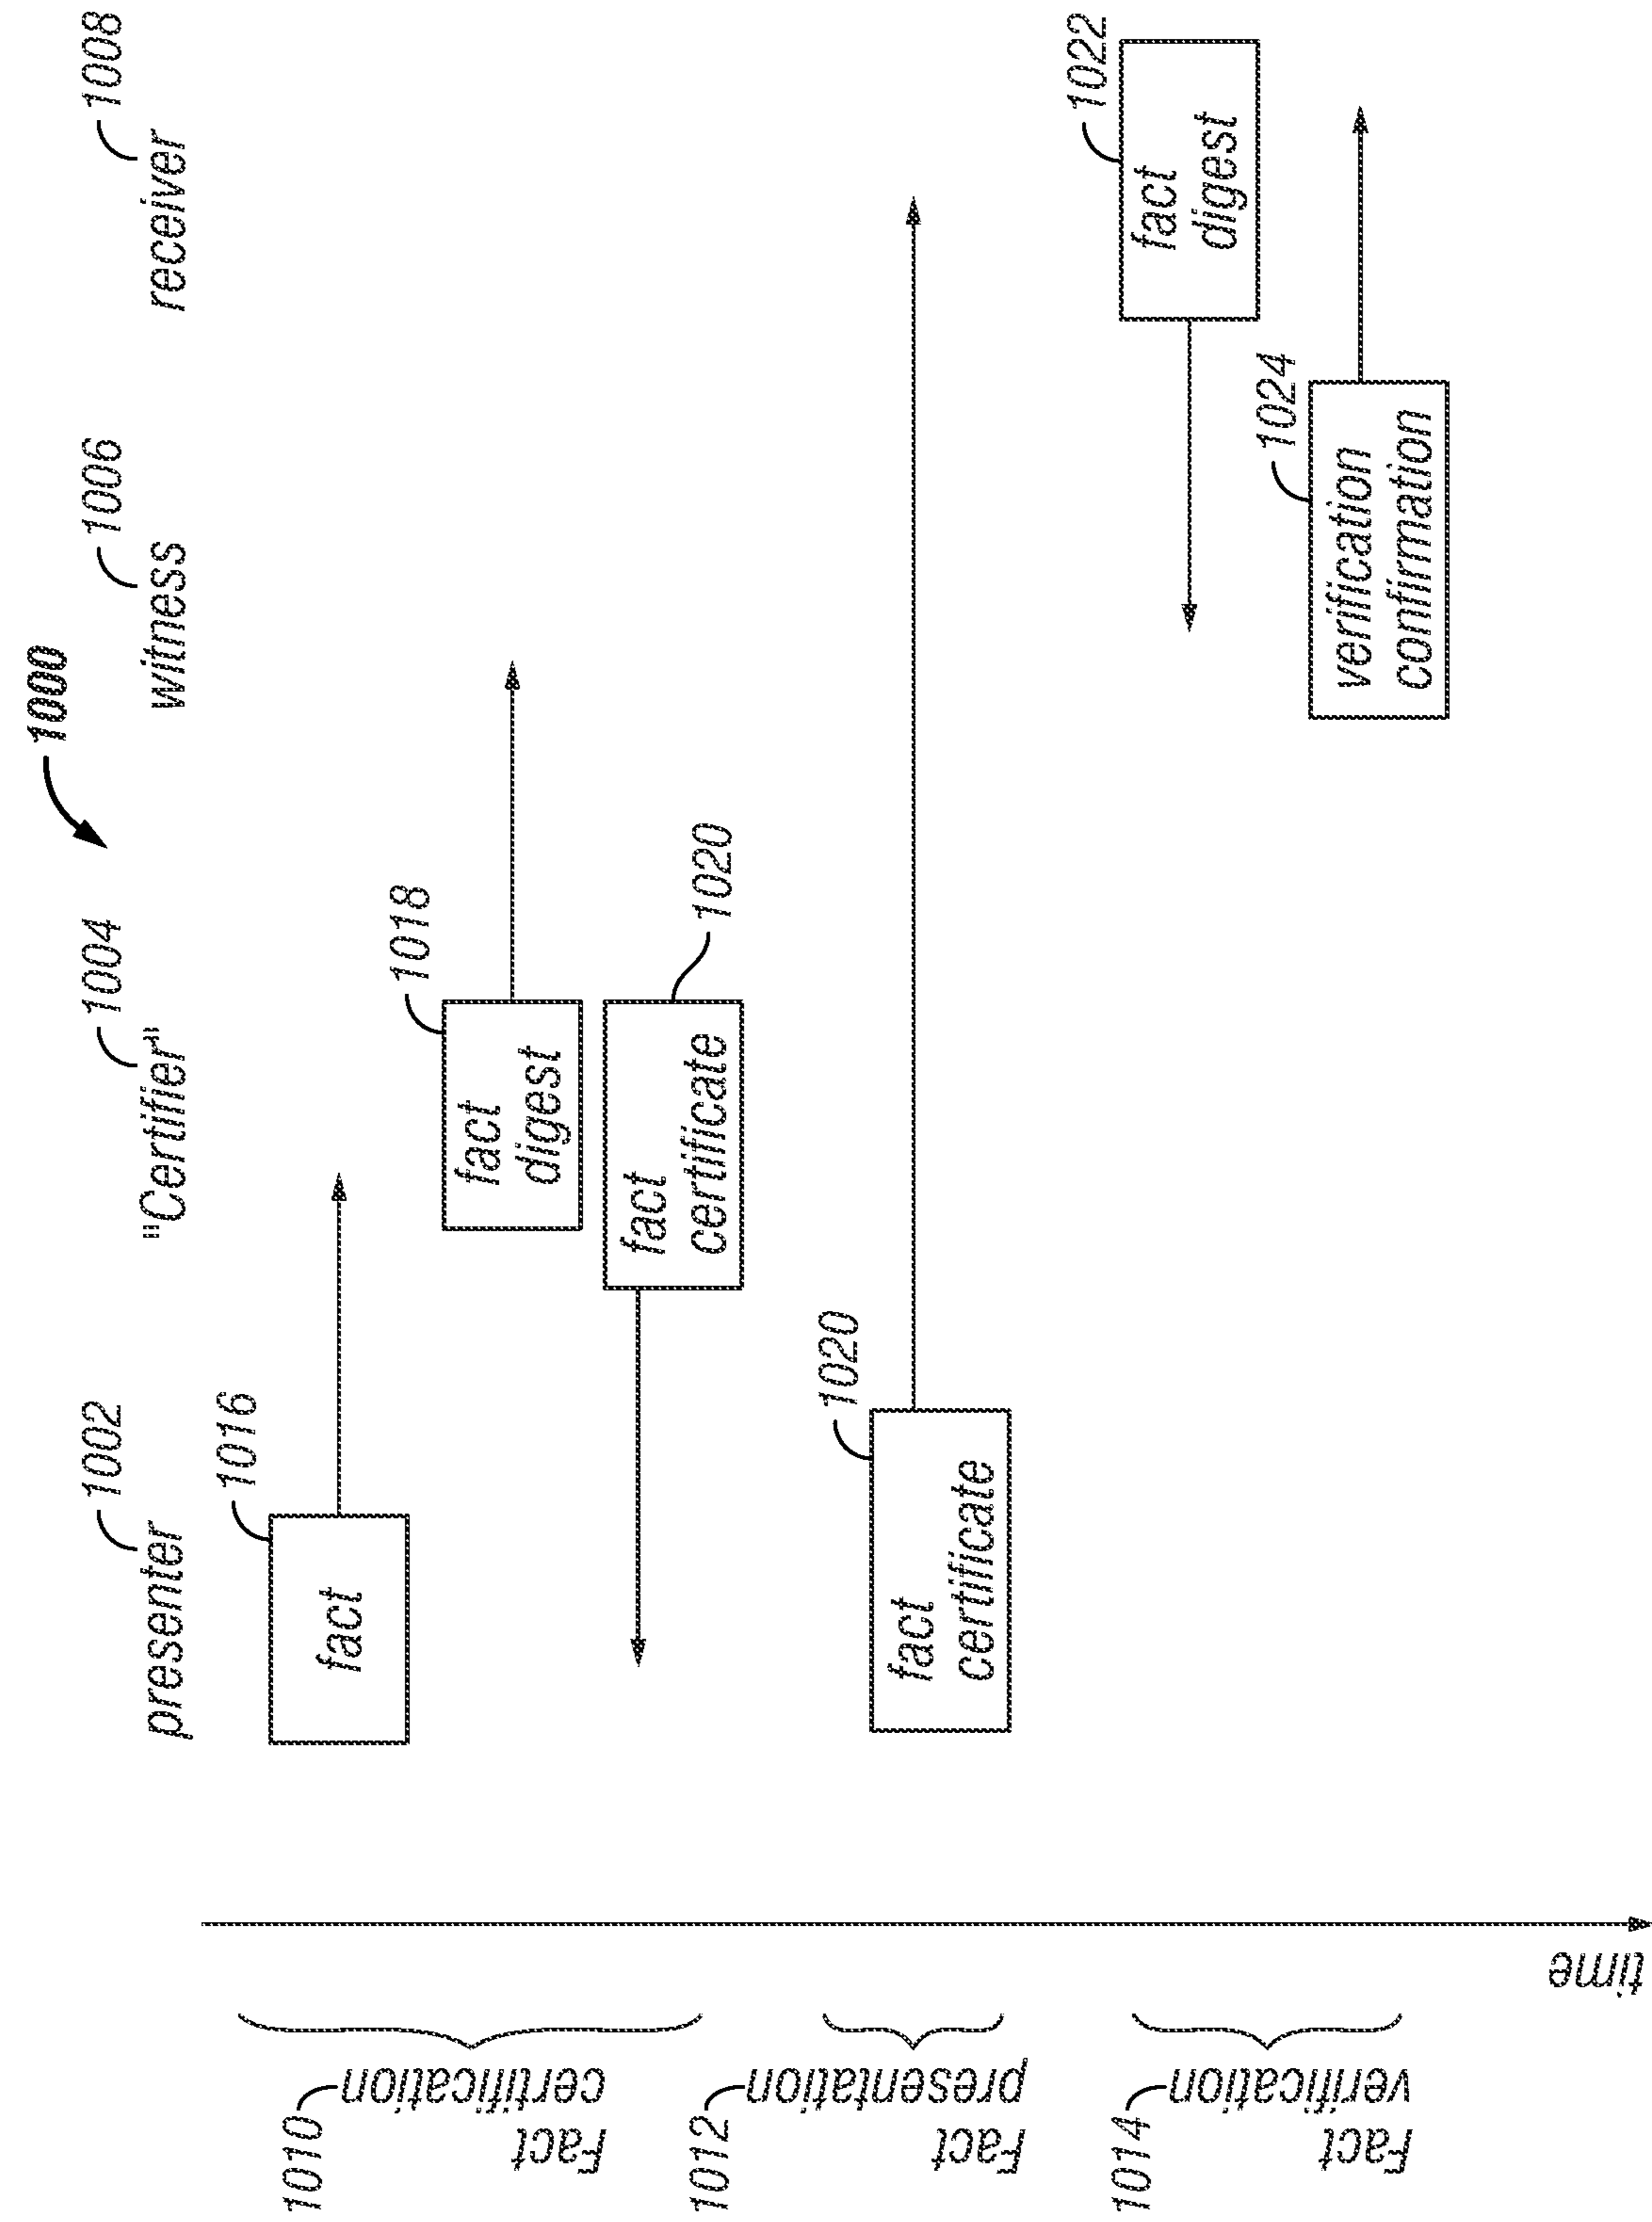 1000
1002
1004
1006
1008
presenter
"Certifier"
witness
receiver
1010
Fact
certification
1016
fact
1018
fact
digest
1020
fact
certificate
1012
Fact
presentation
1020
fact
certificate
1014
Fact
verification
1022
fact
digest
1024
verification
confirmation
time